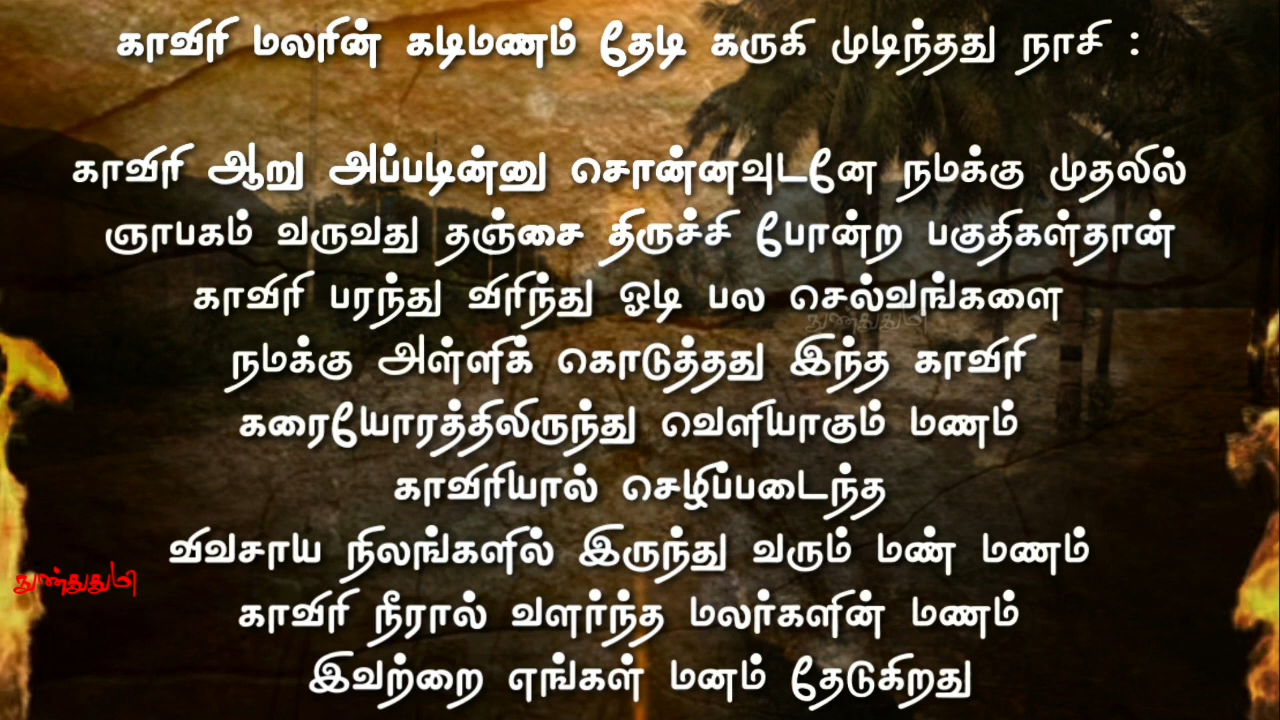 காவிரி மலரின் கடிமணம் தேடி கருகி முடிந்தது நாசி :
காவிரி ஆறு அப்படின்னு சொன்னவுடனே நமக்கு முதலில்
ஞாபகம் வருவது தஞ்சை திருச்சி போன்ற பகுதிகள்தான்
காவிரி பரந்து விரிந்து ஓடி பல செல்வங்களை
நமக்கு அள்ளிக் கொடுத்தது இந்த காவிரி
கரையோரத்திலிருந்து வெளியாகும் மணம்
காவிரியால் செழிப்படைந்த
விவசாய நிலங்களில் இருந்து வரும் மண் மணம்
காவிரி நீரால் வளர்ந்த மலர்களின் மணம்
இவற்றை எங்கள் மனம் தேடுகிறது
துண்துதுமி